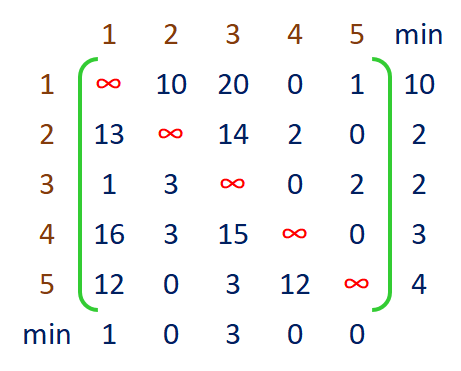 1 2 3 4 5 min
1 ∞ 10 20 0 1 10
2 13 ∞ 14 2 0 2
3 1 3 ∞ 0 2 2
4 16 3 15 ∞ 0 3
5 12 0 3 12 ∞ 4
min 1 0 3 0 0